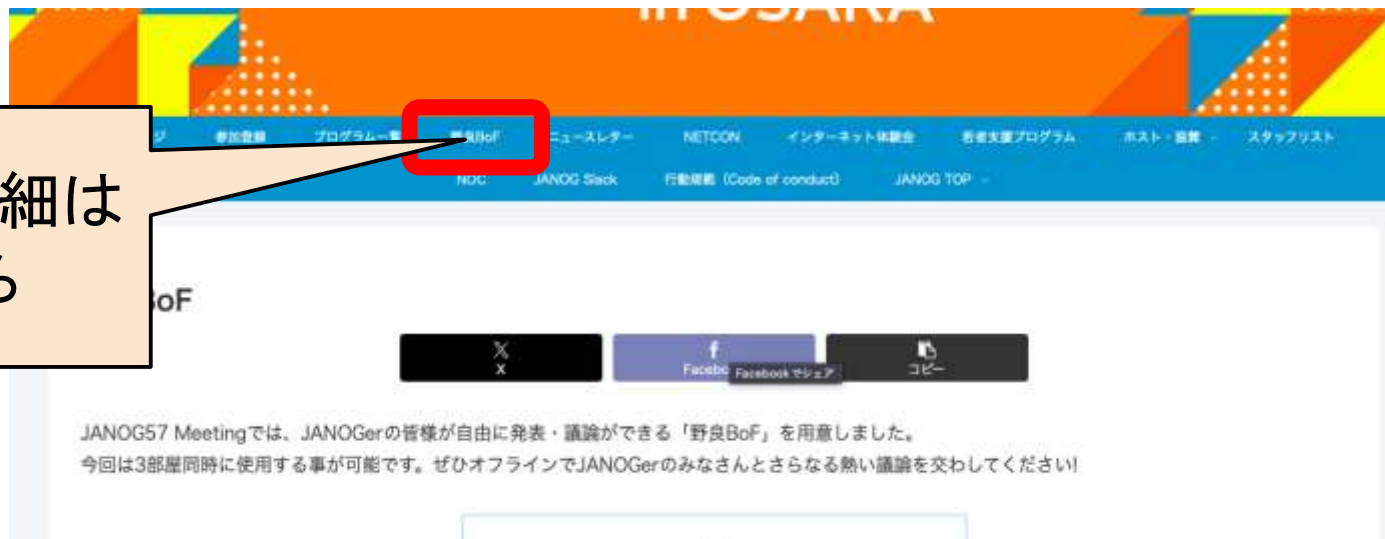 in OSAKA
ジ 参加登録 プログラム一覧 野良BoF ニュースレター NETCON インターネット体験会 若者支援プログラム ホスト・協賛 スタッフリスト
NOC JANOG Slack 行動規範（Code of conduct） JANOG TOP
細は
ら
BoF
X
X
f
Facebo
Facebookでシェア
コピー
JANOG57 Meetingでは、JANOGerの皆様が自由に発表・議論ができる「野良BoF」を用意しました。
今回は3部屋同時に使用する事が可能です。ぜひオフラインでJANOGerのみなさんとさらなる熱い議論を交わしてください!